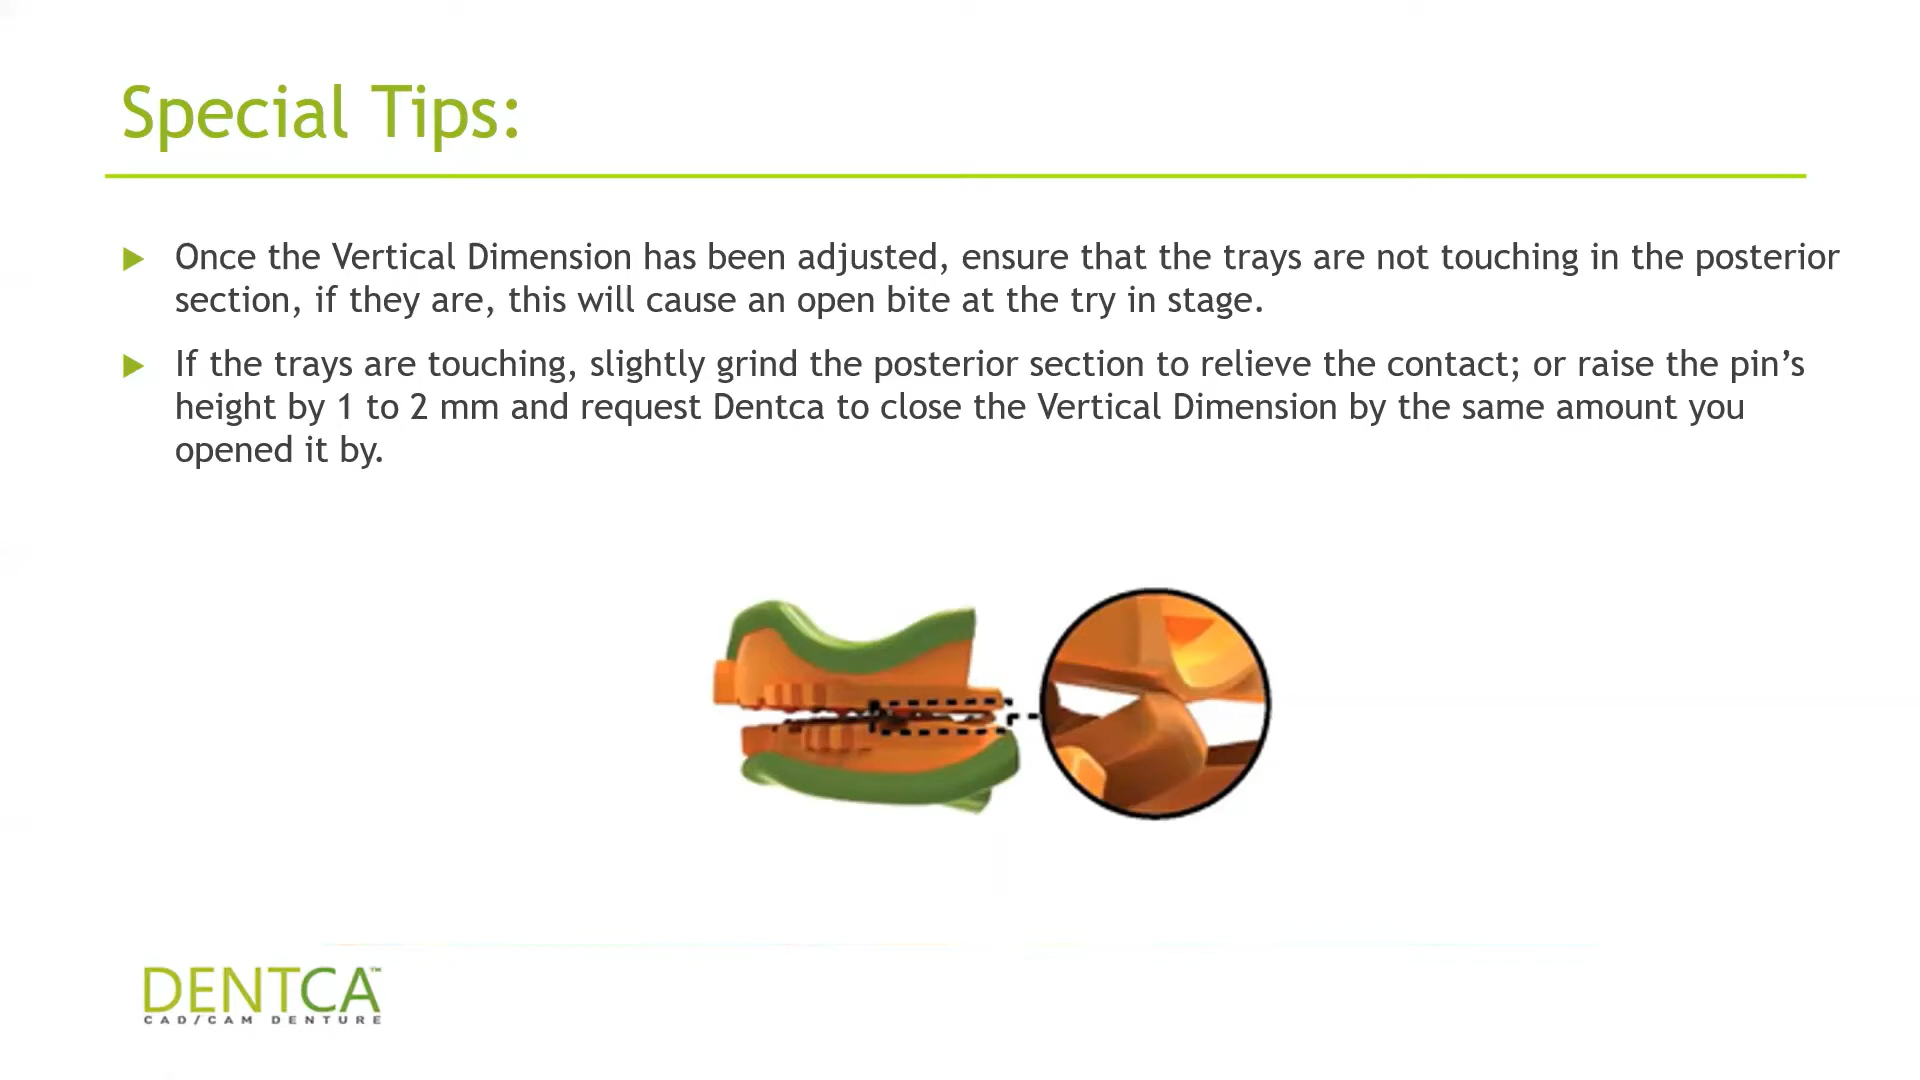 Special Tips:
Once the Vertical Dimension has been adjusted, ensure that the trays are not touching in the posterior
section, if they are, this will cause an open bite at the try in stage.
If the trays are touching, slightly grind the posterior section to relieve the contact; or raise the pin’s
height by 1 to 2 mm and request Dentca to close the Vertical Dimension by the same amount you
opened it by.
DENTCA™
CAD/CAM DENTURE